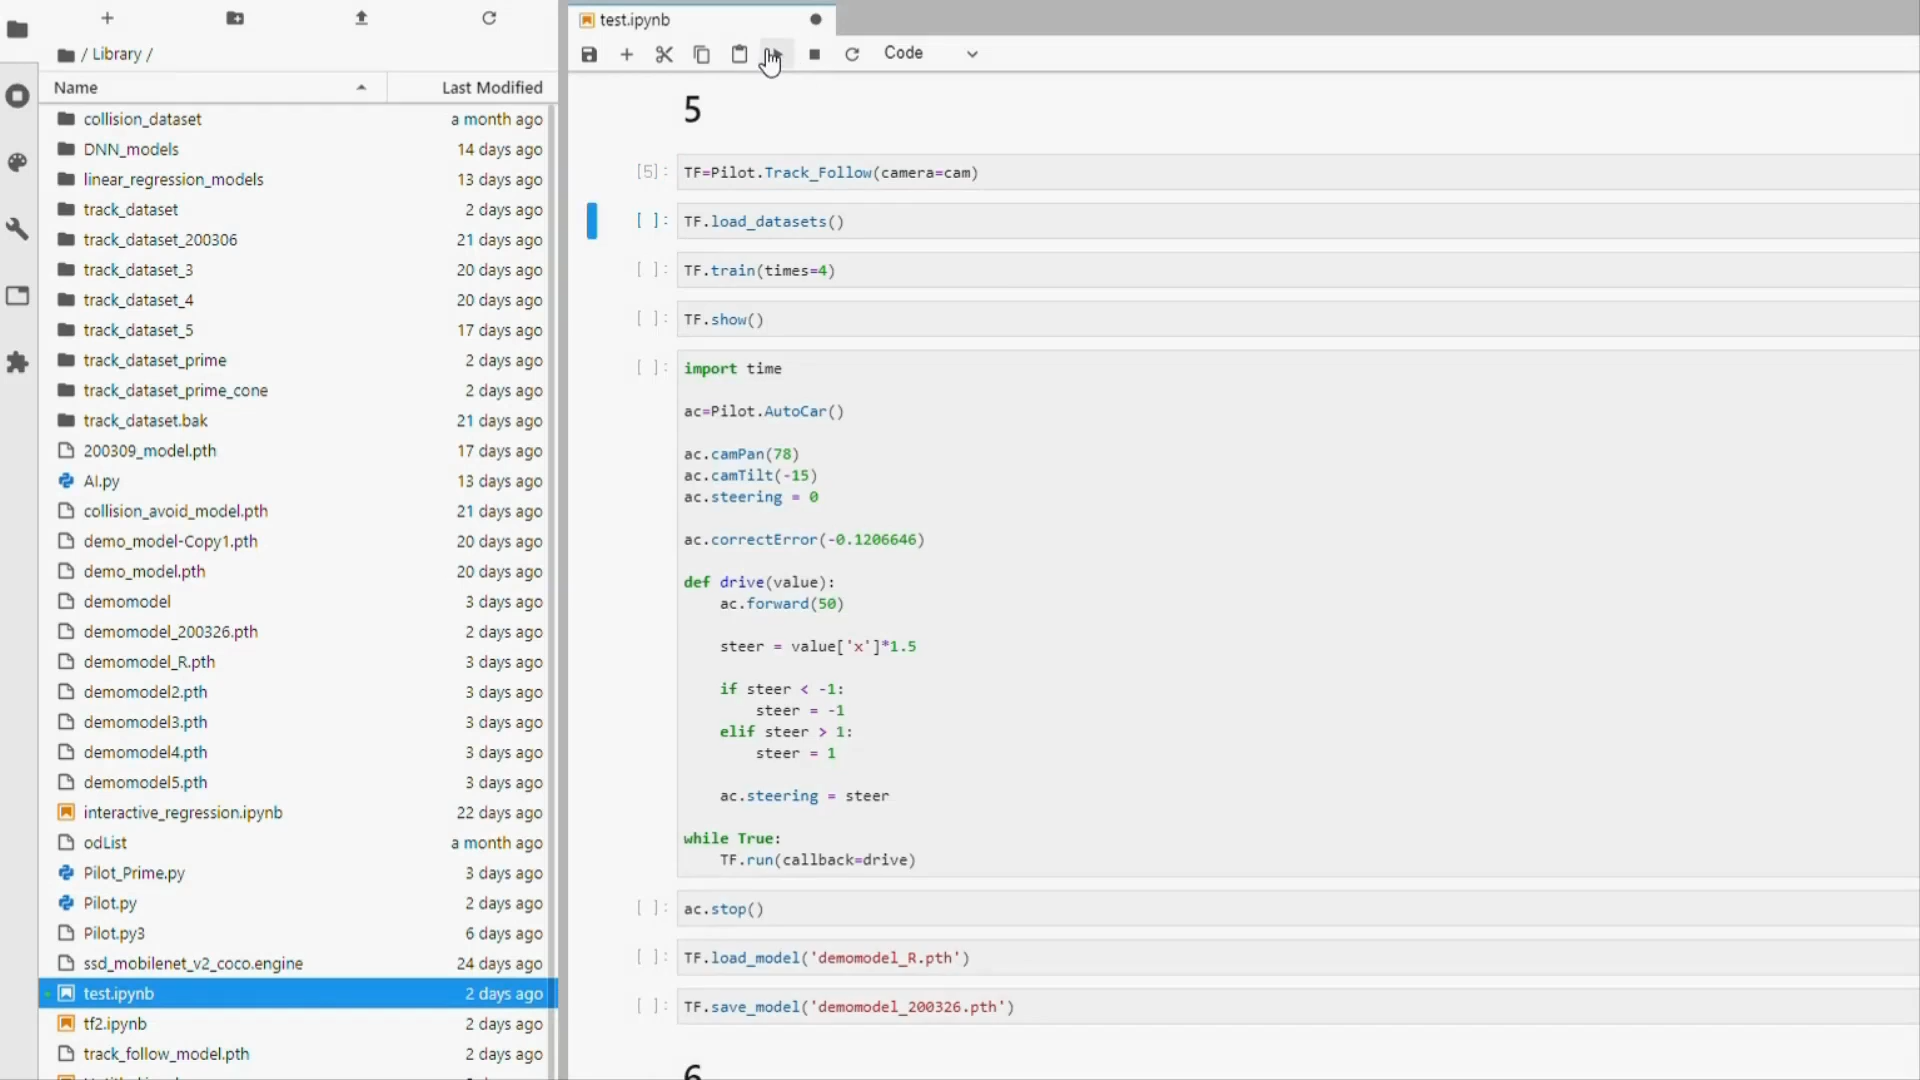 / Library /
Name Last Modified
collision_dataset a month ago
DNN_models 14 days ago
linear_regression_models 13 days ago
track_dataset 2 days ago
track_dataset_200306 21 days ago
track_dataset_3 20 days ago
track_dataset_4 20 days ago
track_dataset_5 17 days ago
track_dataset_prime 2 days ago
track_dataset_prime_cone 2 days ago
track_dataset.bak 21 days ago
200309_model.pth 17 days ago
AI.py 13 days ago
collision_avoid_model.pth 21 days ago
demo_model-Copy1.pth 20 days ago
demo_model.pth 20 days ago
demomodel 3 days ago
demomodel_200326.pth 2 days ago
demomodel_R.pth 3 days ago
demomodel2.pth 3 days ago
demomodel3.pth 3 days ago
demomodel4.pth 3 days ago
demomodel5.pth 3 days ago
interactive_regression.ipynb 22 days ago
odList a month ago
Pilot_Prime.py 3 days ago
Pilot.py 2 days ago
Pilot.py3 6 days ago
ssd_mobilenet_v2_coco.engine 24 days ago
test.ipynb 2 days ago
tf2.ipynb 2 days ago
track_follow_model.pth 2 days ago
test.ipynb
Code
5
[5]: TF=Pilot.Track_Follow(camera=cam)
[ ]: TF.load_datasets()
[ ]: TF.train(times=4)
[ ]: TF.show()
[ ]: import time
ac=Pilot.AutoCar()
ac.camPan(78)
ac.camTilt(-15)
ac.steering = 0
ac.correctError(-0.1206646)
def drive(value):
ac.forward(50)
steer = value['x']*1.5
if steer < -1:
steer = -1
elif steer > 1:
steer = 1
ac.steering = steer
while True:
TF.run(callback=drive)
[ ]: ac.stop()
[ ]: TF.load_model('demomodel_R.pth')
[ ]: TF.save_model('demomodel_200326.pth')
6